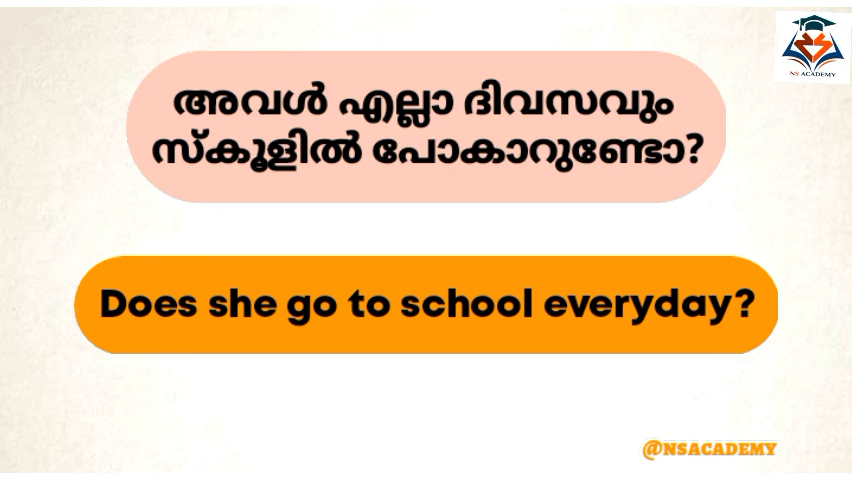 NS ACADEMY
അവൾ എല്ലാ ദിവസവും
സ്കൂളിൽ പോകാറുണ്ടോ?
Does she go to school everyday?
@NSACADEMY